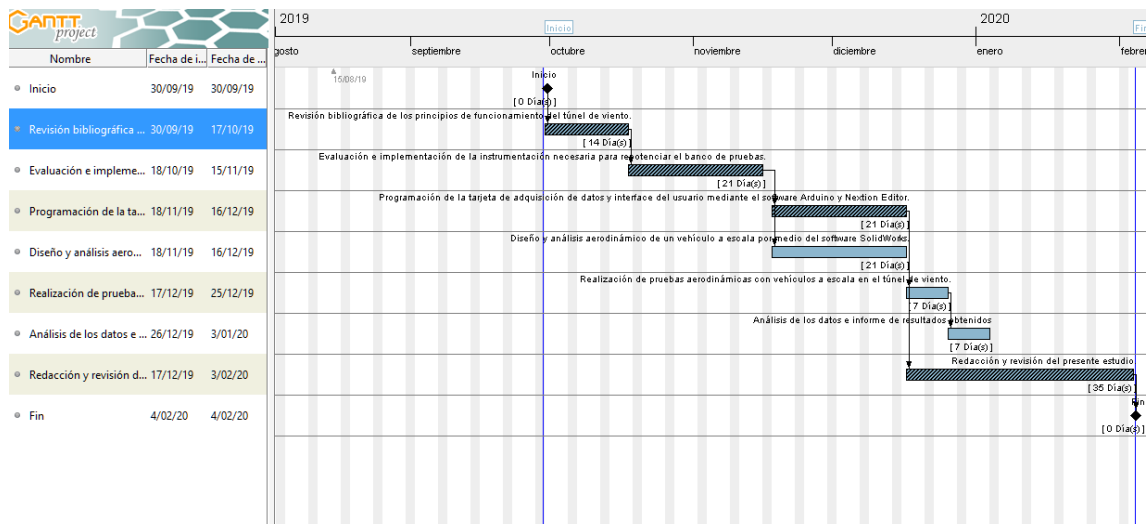 GANTT
project
2019
2020
Inicio
Fin
gosto
septiembre
octubre
noviembre
diciembre
enero
febrer
Nombre
Fecha de i...
Fecha de ...
15/08/19
Inicio 30/09/19 30/09/19
Inicio
[ 0 Día(s) ]
Revisión bibliográfica ... 30/09/19 17/10/19
Revisión bibliográfica de los principios de funcionamiento del túnel de viento.
[ 14 Día(s) ]
Evaluación e impleme... 18/10/19 15/11/19
Evaluación e implementación de la instrumentación necesaria para repotenciar el banco de pruebas.
[ 21 Día(s) ]
Programación de la ta... 18/11/19 16/12/19
Programación de la tarjeta de adquisición de datos y interface del usuario mediante el software Arduino y Nextion Editor.
[ 21 Día(s) ]
Diseño y análisis aero... 18/11/19 16/12/19
Diseño y análisis aerodinámico de un vehículo a escala por medio del software SolidWorks.
[ 21 Día(s) ]
Realización de prueba... 17/12/19 25/12/19
Realización de pruebas aerodinámicas con vehículos a escala en el túnel de viento.
[ 7 Día(s) ]
Análisis de los datos e ... 26/12/19 3/01/20
Análisis de los datos e informe de resultados obtenidos
[ 7 Día(s) ]
Redacción y revisión d... 17/12/19 3/02/20
Redacción y revisión del presente estudio
[ 35 Día(s) ]
Fin 4/02/20 4/02/20
Fin
[ 0 Día(s) ]